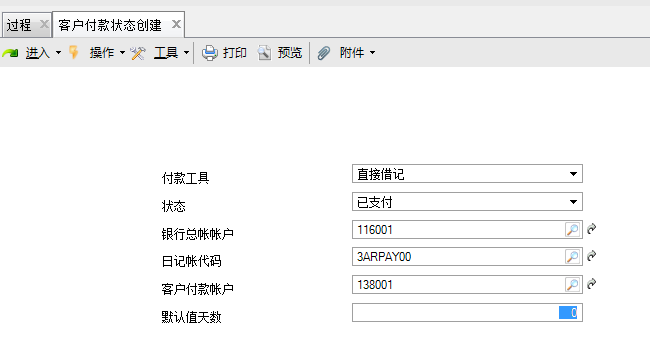 过程 客户付款状态创建
进入 操作 工具 打印 预览 附件
付款工具 直接借记
状态 已支付
银行总帐帐户 116001
日记帐代码 3ARPAY00
客户付款帐户 138001
默认值天数 0